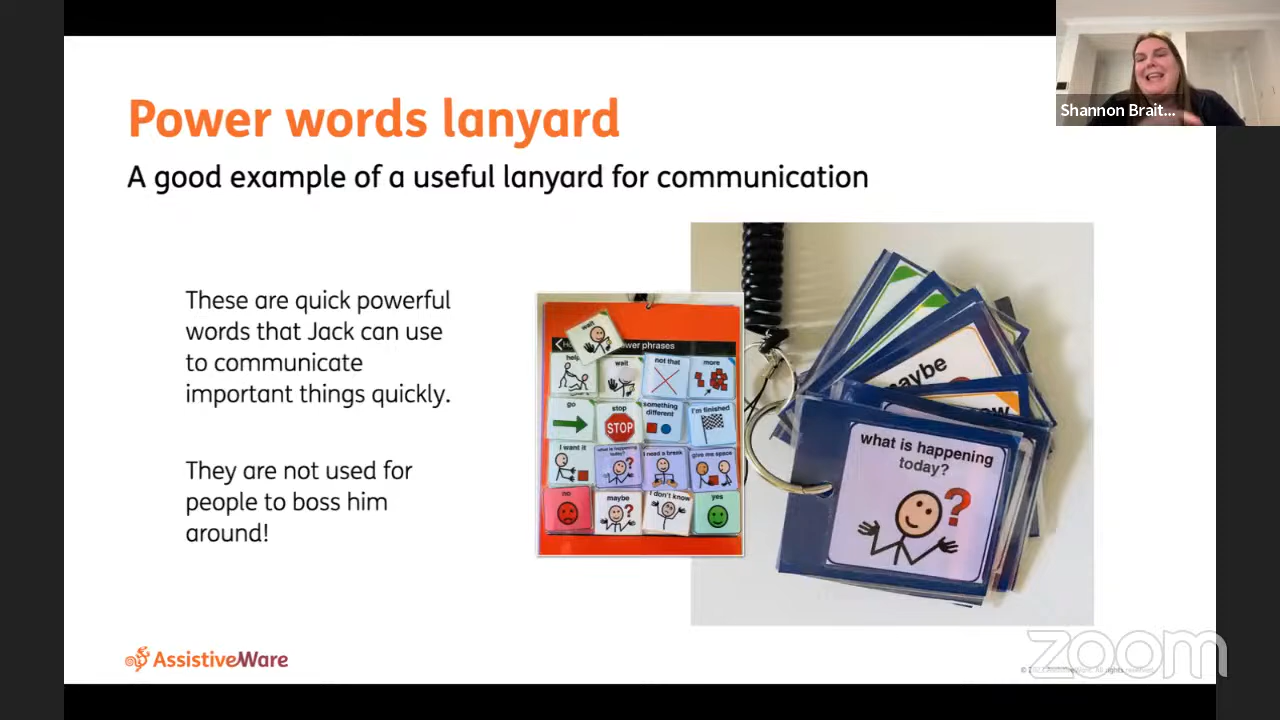 Shannon Brait...
Power words lanyard
A good example of a useful lanyard for communication
These are quick powerful
words that Jack can use
to communicate
important things quickly.
They are not used for
people to boss him
around!
wait
wer phrases
help
wait
not that
more
go
stop
something
different
I'm finished
STOP
I want it
what is happening
today?
I need a break
give me space
no
maybe
I don't know
yes
maybe
what is happening
today?
AssistiveWare
zoom